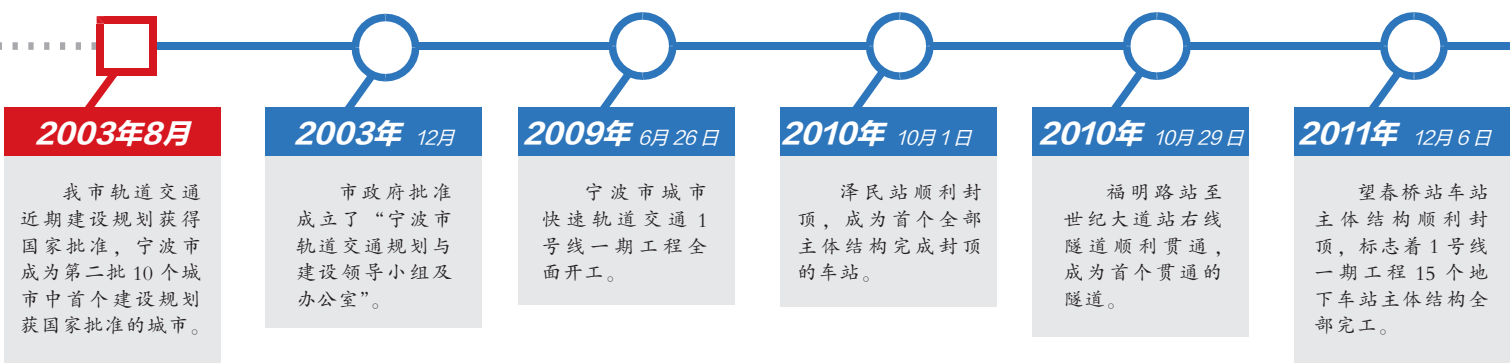 2003年8月
我市轨道交通
近期建设规划获得
国家批准，宁波市
成为第二批 10 个城
市中首个建设规划
获国家批准的城市。
2003年 12月
市政府批准
成立了“宁波市
轨道交通规划与
建设领导小组及
办公室”。
2009年 6月 26 日
宁波市城市
快速轨道交通 1
号线一期工程全
面开工。
2010年 10月 1 日
泽民站顺利封
顶，成为首个全部
主体结构完成封顶
的车站。
2010年 10月 29 日
福明路站至
世纪大道站右线
隧道顺利贯通，
成为首个贯通的
隧道。
2011年 12月 6 日
望春桥站车站
主体结构顺利封
顶，标志着 1 号线
一期工程 15 个地
下车站主体结构全
部完工。